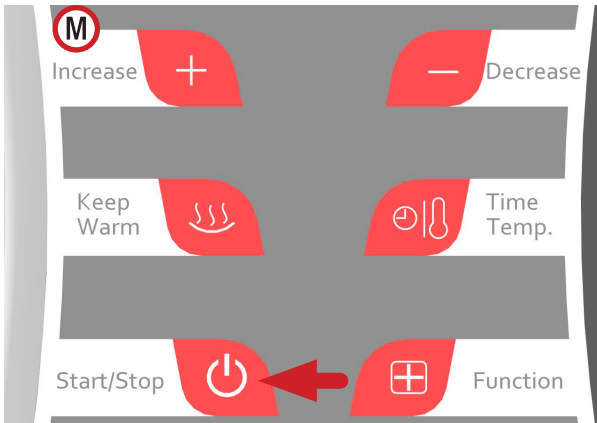 M
Increase
Decrease
Keep
Warm
Time
Temp.
Start/Stop
Function